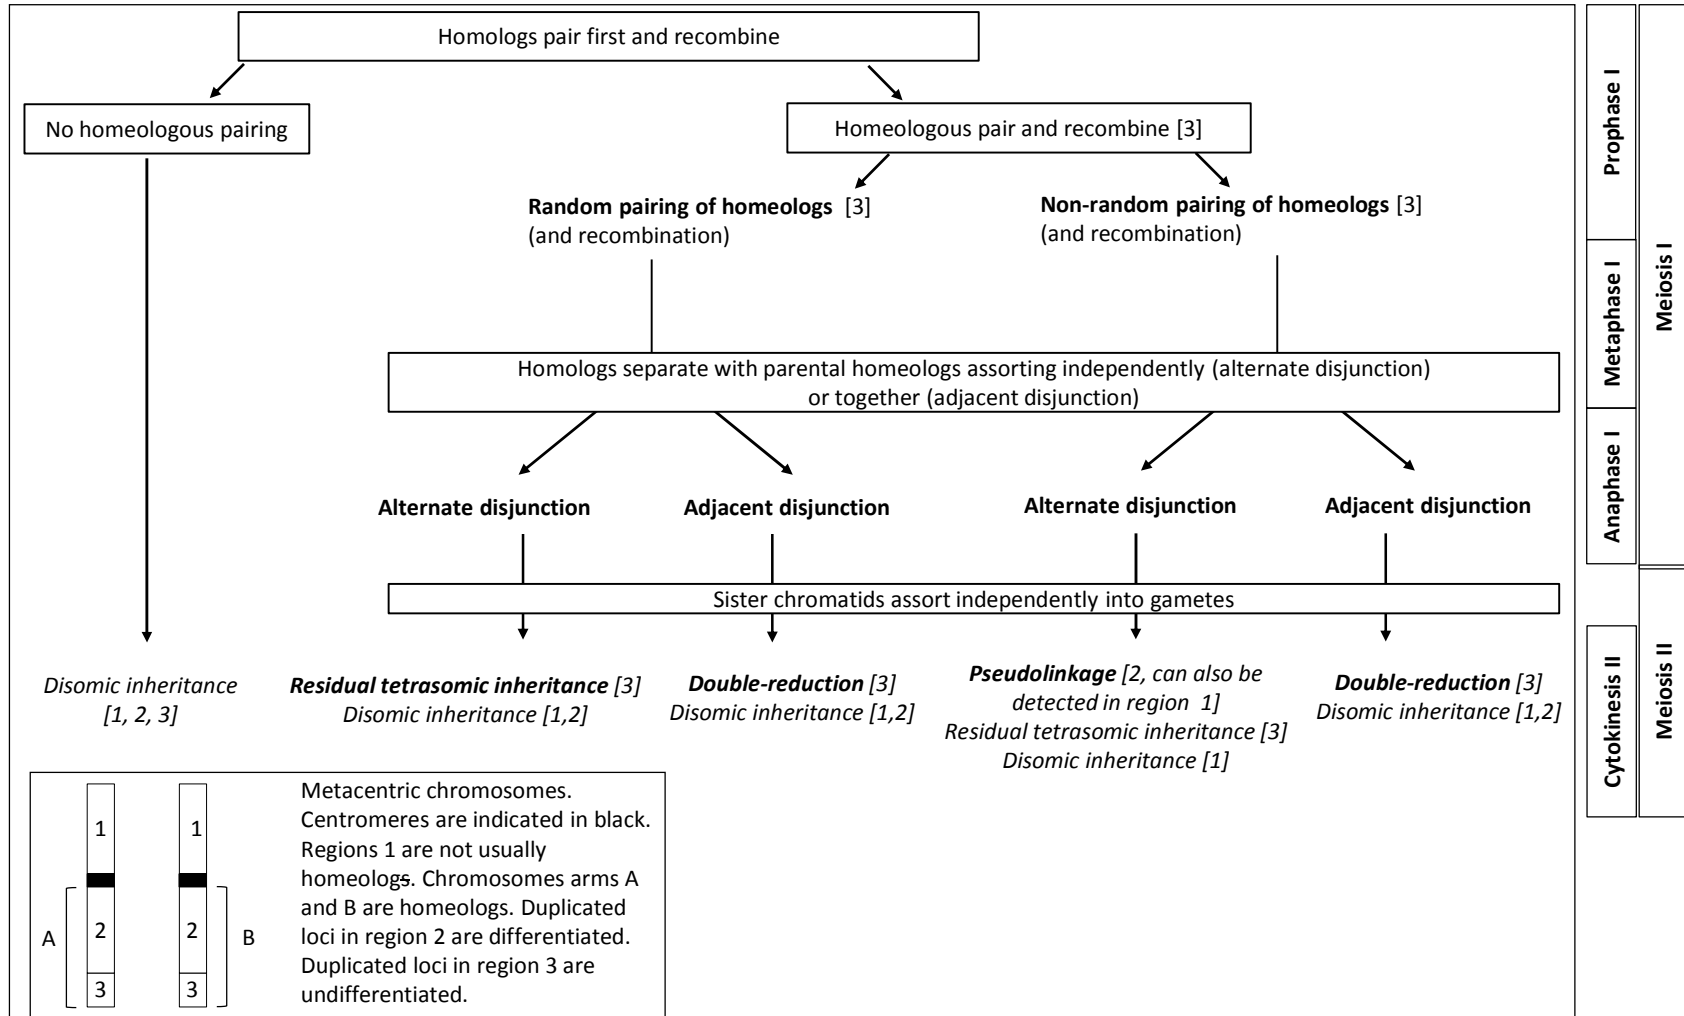 Homologs pair first and recombine
No homeologous pairing
Homeologous pair and recombine [3]
Random pairing of homeologs [3]
(and recombination)
Non-random pairing of homeologs [3]
(and recombination)
Homologs separate with parental homeologs assorting independently (alternate disjunction)
or together (adjacent disjunction)
Alternate disjunction
Adjacent disjunction
Alternate disjunction
Adjacent disjunction
Sister chromatids assort independently into gametes
Disomic inheritance
[1, 2, 3]
Residual tetrasomic inheritance [3]
Disomic inheritance [1,2]
Double-reduction [3]
Disomic inheritance [1,2]
Pseudolinkage [2, can also be
detected in region 1]
Residual tetrasomic inheritance [3]
Disomic inheritance [1]
Double-reduction [3]
Disomic inheritance [1,2]
1
1
2
2
3
3
A
B
Metacentric chromosomes.
Centromeres are indicated in black.
Regions 1 are not usually
homeologs. Chromosomes arms A
and B are homeologs. Duplicated
loci in region 2 are differentiated.
Duplicated loci in region 3 are
undifferentiated.
Prophase I
Metaphase I
Anaphase I
Cytokinesis II
Meiosis I
Meiosis II